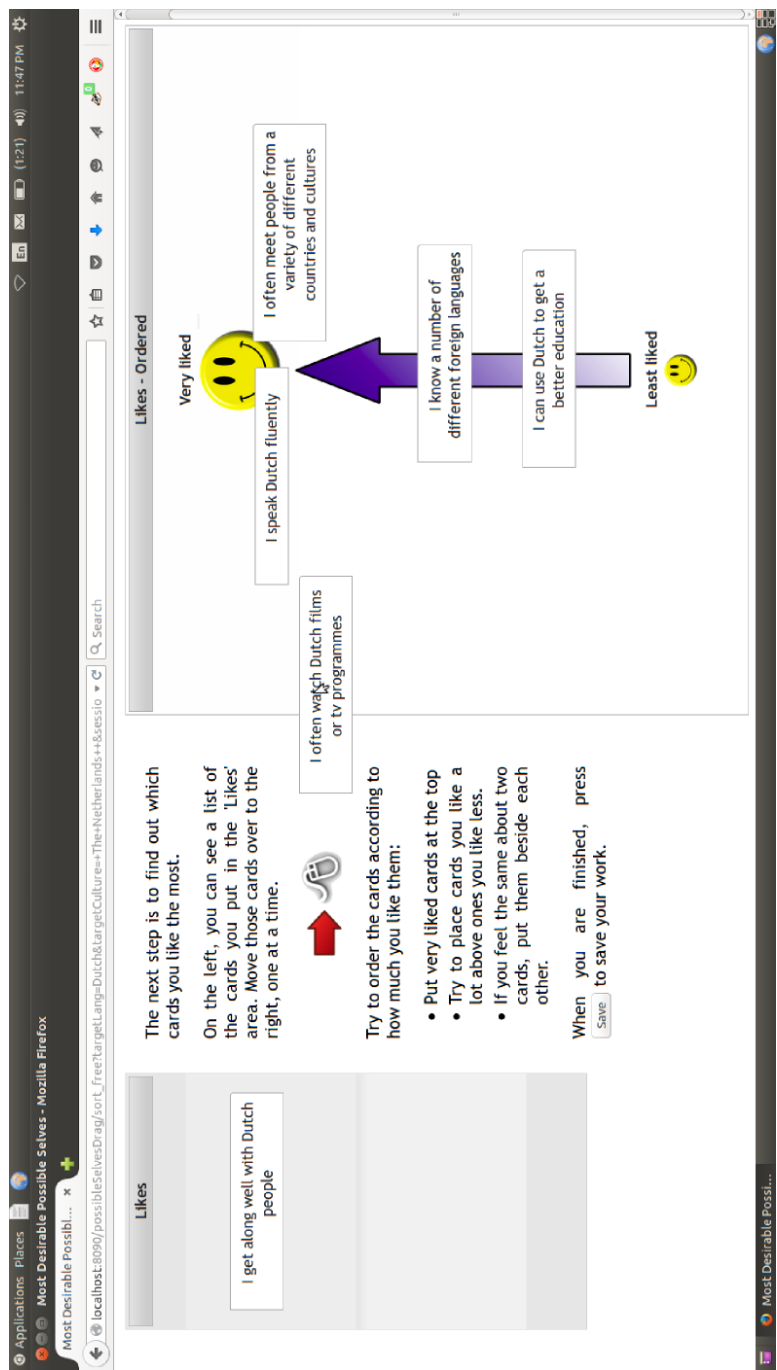 Applications Places
En
(1:21)
11:47 PM
Most Desirable Possible Selves - Mozilla Firefox
Most Desirable Possibl... ×
localhost:8090/possibleSelvesDrag/sort_free?targetLang=Dutch&targetCulture=+The+Netherlands++&sessio
Search
0
Likes
I get along well with Dutch
people
The next step is to find out which
cards you like the most.
On the left, you can see a list of
the cards you put in the 'Likes'
area. Move those cards over to the
right, one at a time.
Try to order the cards according to
how much you like them:
• Put very liked cards at the top
• Try to place cards you like a
lot above ones you like less.
• If you feel the same about two
cards, put them beside each
other.
When you are finished, press
Save to save your work.
Likes - Ordered
Very liked
I often meet people from a
variety of different
countries and cultures
I speak Dutch fluently
I often watch Dutch films
or tv programmes
I know a number of
different foreign languages
I can use Dutch to get a
better education
Least liked
Most Desirable Possi...